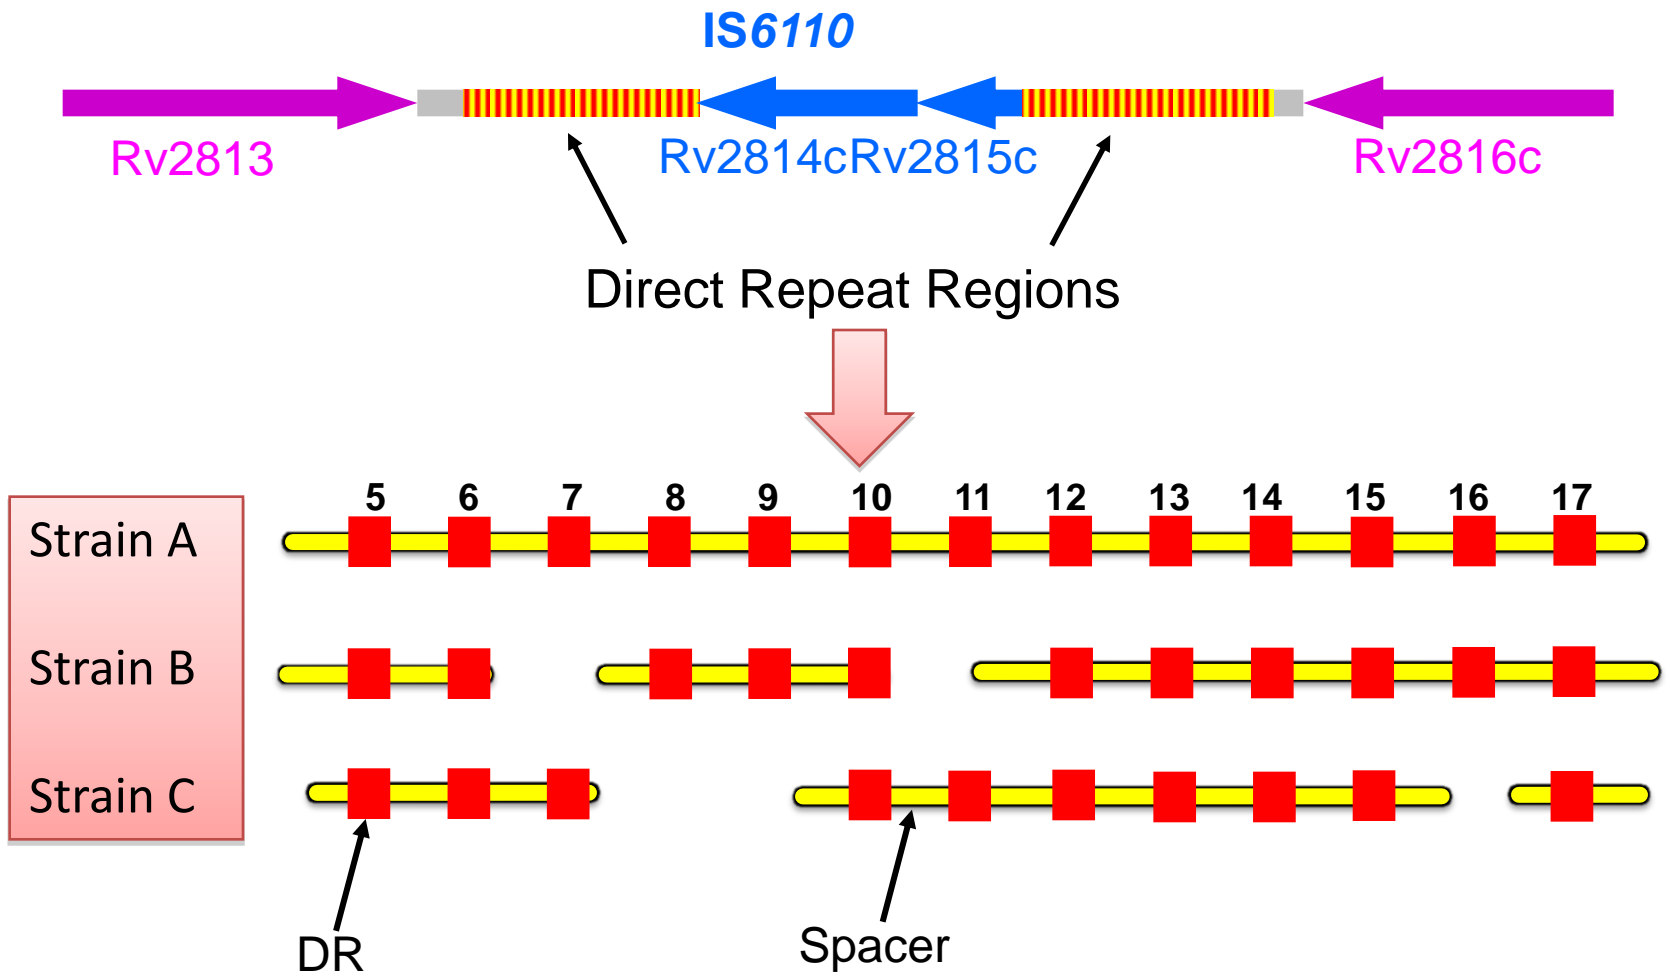 IS6110
Rv2813
Rv2814cRv2815c
Rv2816c
Direct Repeat Regions
5 6 7 8 9 10 11 12 13 14 15 16 17
Strain A
Strain B
Strain C
DR
Spacer